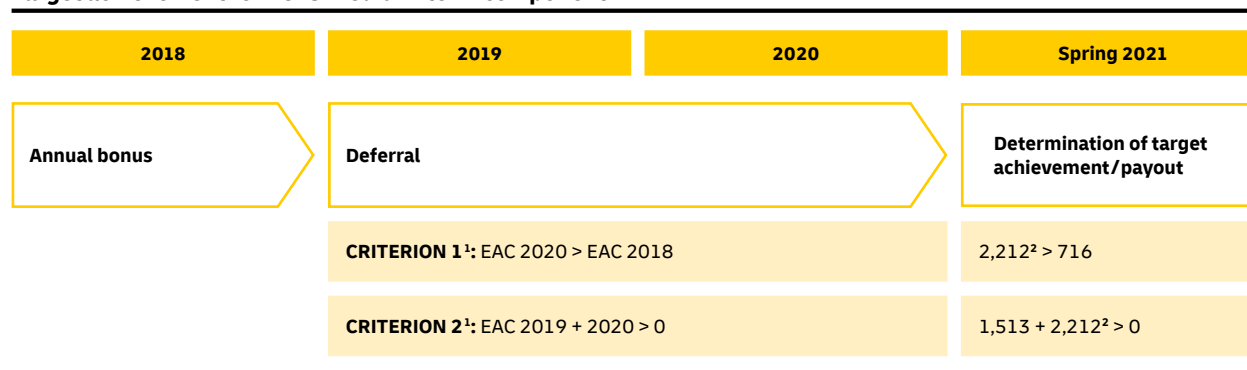 2018 2019 2020 Spring 2021
Annual bonus Deferral Determination of target
achievement/payout
CRITERION 1¹: EAC 2020 > EAC 2018 2,212² > 716
CRITERION 2¹: EAC 2019 + 2020 > 0 1,513 + 2,212² > 0